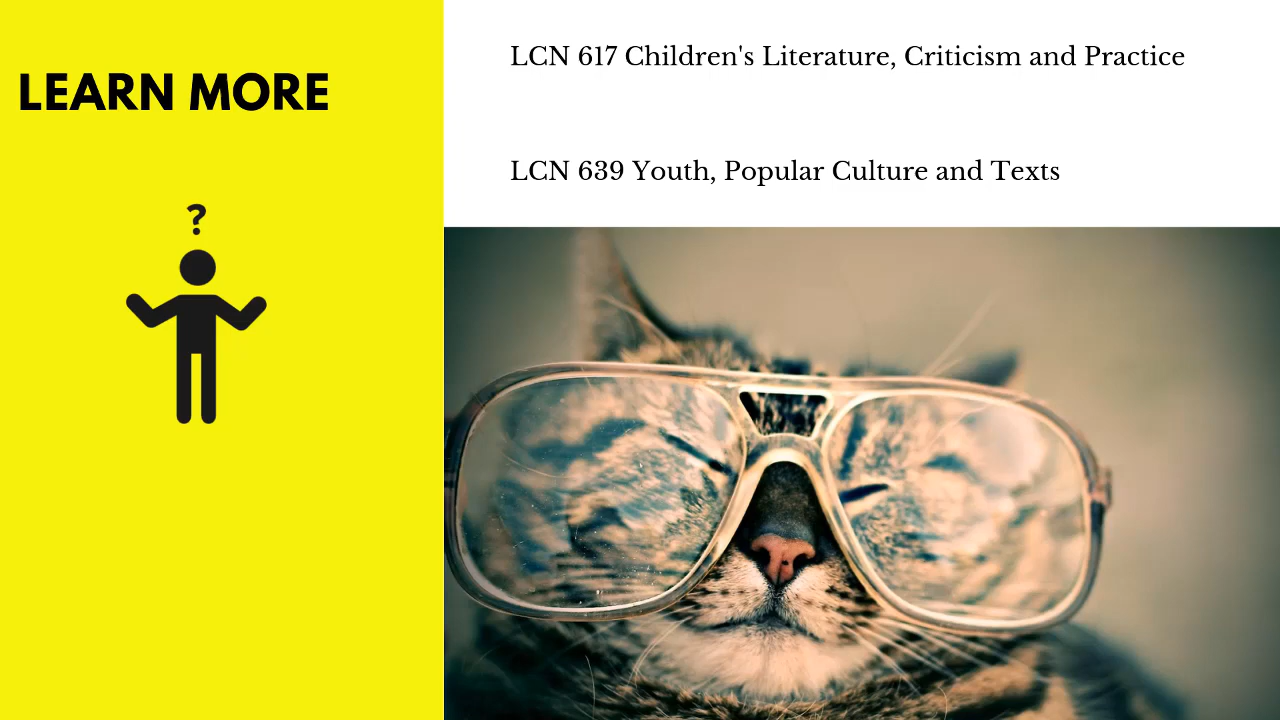 LEARN MORE
?
LCN 617 Children's Literature, Criticism and Practice
LCN 639 Youth, Popular Culture and Texts